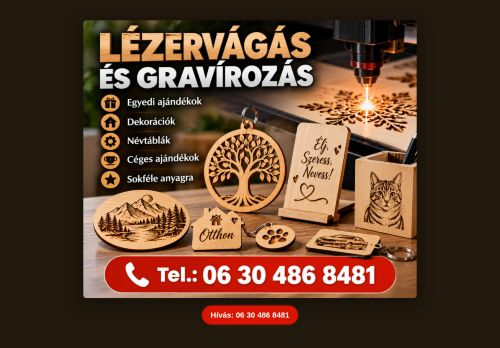 LÉZERVÁGÁS
ÉS GRAVÍROZÁS
Egyedi ajándékok
Dekorációk
Névtáblák
Céges ajándékok
Sokféle anyagra
Élj,
Szeress,
Nevess!
Otthon
Tel.: 06 30 486 8481
Hívás: 06 30 486 8481